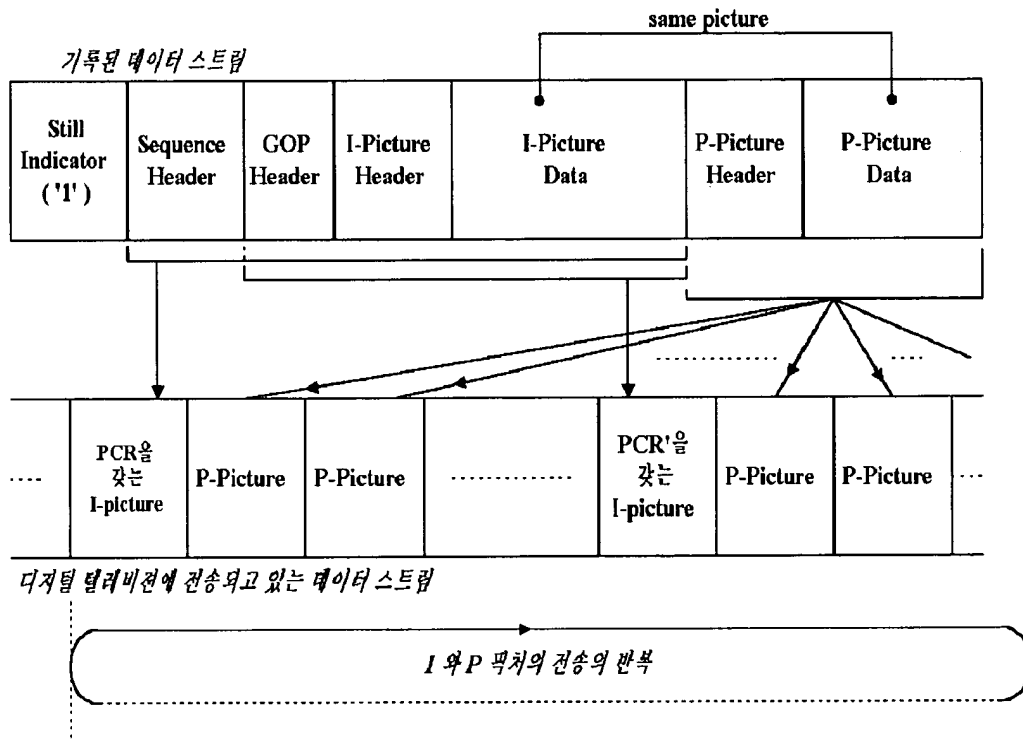 same picture
기록된 데이터 스트림
Still
Indicator
('1')
Sequence
Header
GOP
Header
I-Picture
Header
I-Picture
Data
P-Picture
Header
P-Picture
Data
PCR을
갖는
I-picture
P-Picture
P-Picture
PCR'을
갖는
I-picture
P-Picture
P-Picture
디지털 텔레비전에 전송되고 있는 데이터 스트림
I 와 P 픽처의 전송의 반복